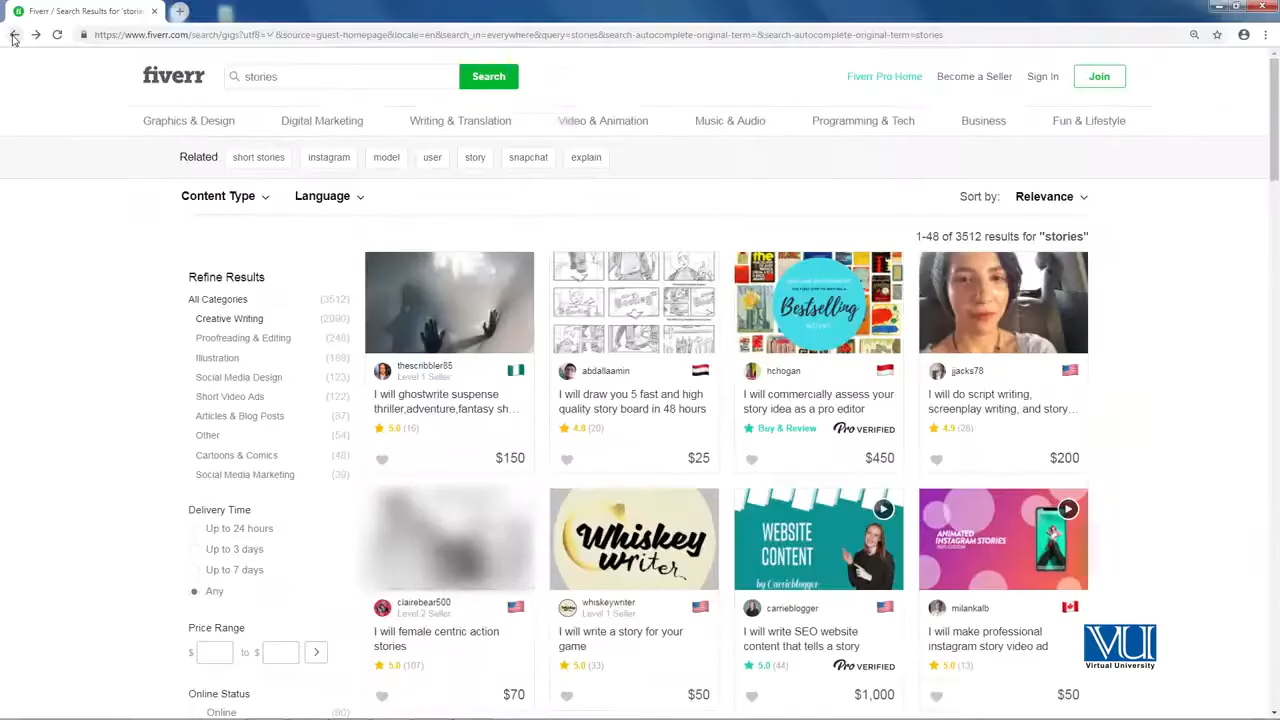 Fiverr / Search Results for 'storie
https://www.fiverr.com/search/gigs?utf8=✓&source=guest-homepage&locale=en&search_in=everywhere&query=stories&search-autocomplete-original-term=&search-autocomplete-original-term=stories
fiverr
stories
Search
Fiverr Pro Home
Become a Seller
Sign In
Join
Graphics & Design
Digital Marketing
Writing & Translation
Video & Animation
Music & Audio
Programming & Tech
Business
Fun & Lifestyle
Related
short stories
instagram
model
user
story
snapchat
explain
Content Type
Language
Sort by:
Relevance
1-48 of 3512 results for "stories"
Refine Results
All Categories (3512)
Creative Writing (2090)
Proofreading & Editing (248)
Illustration (188)
Social Media Design (123)
Short Video Ads (122)
Articles & Blog Posts (87)
Other (54)
Cartoons & Comics (48)
Social Media Marketing (39)
Delivery Time
Up to 24 hours
Up to 3 days
Up to 7 days
Any
Price Range
$ to $
Online Status
Online (90)
thescribbler85
Level 1 Seller
I will ghostwrite suspense
thriller,adventure,fantasy sh...
5.0 (16)
$150
abdallaamin
I will draw you 5 fast and high
quality story board in 48 hours
4.8 (20)
$25
Bestselling
hchogan
I will commercially assess your
story idea as a pro editor
Buy & Review
Pro VERIFIED
$450
jjacks78
I will do script writing,
screenplay writing, and story...
4.9 (26)
$200
clairebear500
Level 2 Seller
I will female centric action
stories
5.0 (107)
$70
Whiskey
writer
whiskeywriter
Level 1 Seller
I will write a story for your
game
5.0 (33)
$50
WEBSITE
CONTENT
by Carrieblogger
carrieblogger
I will write SEO website
content that tells a story
5.0 (44)
Pro VERIFIED
$1,000
ANIMATED
INSTAGRAM STORIES
milankalb
I will make professional
instagram story video ad
5.0 (13)
$50
VU
Virtual University